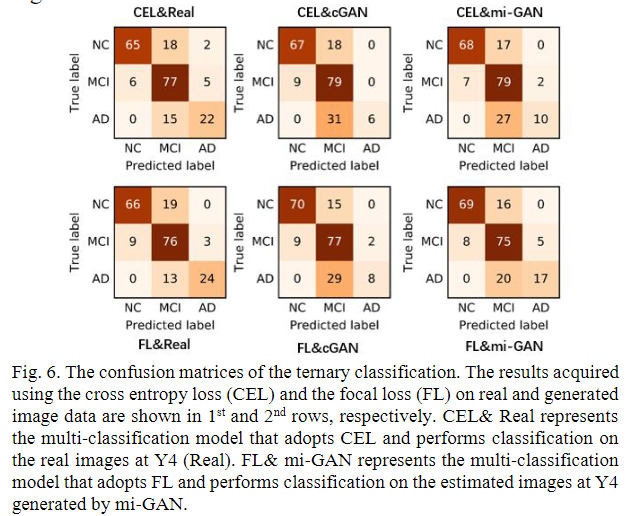 CEL&Real CEL&cGAN CEL&mi-GAN
NC 65 18 2 NC 67 18 0 NC 68 17 0
True label MCI 6 77 5 True label MCI 9 79 0 True label MCI 7 79 2
AD 0 15 22 AD 0 31 6 AD 0 27 10
NC MCI AD NC MCI AD NC MCI AD
Predicted label Predicted label Predicted label
NC 66 19 0 NC 70 15 0 NC 69 16 0
True label MCI 9 76 3 True label MCI 9 77 2 True label MCI 8 75 5
AD 0 13 24 AD 0 29 8 AD 0 20 17
NC MCI AD NC MCI AD NC MCI AD
Predicted label Predicted label Predicted label
FL&Real FL&cGAN FL&mi-GAN
Fig. 6. The confusion matrices of the ternary classification. The results acquired
using the cross entropy loss (CEL) and the focal loss (FL) on real and generated
image data are shown in 1st and 2nd rows, respectively. CEL& Real represents
the multi-classification model that adopts CEL and performs classification on
the real images at Y4 (Real). FL& mi-GAN represents the multi-classification
model that adopts FL and performs classification on the estimated images at Y4
generated by mi-GAN.